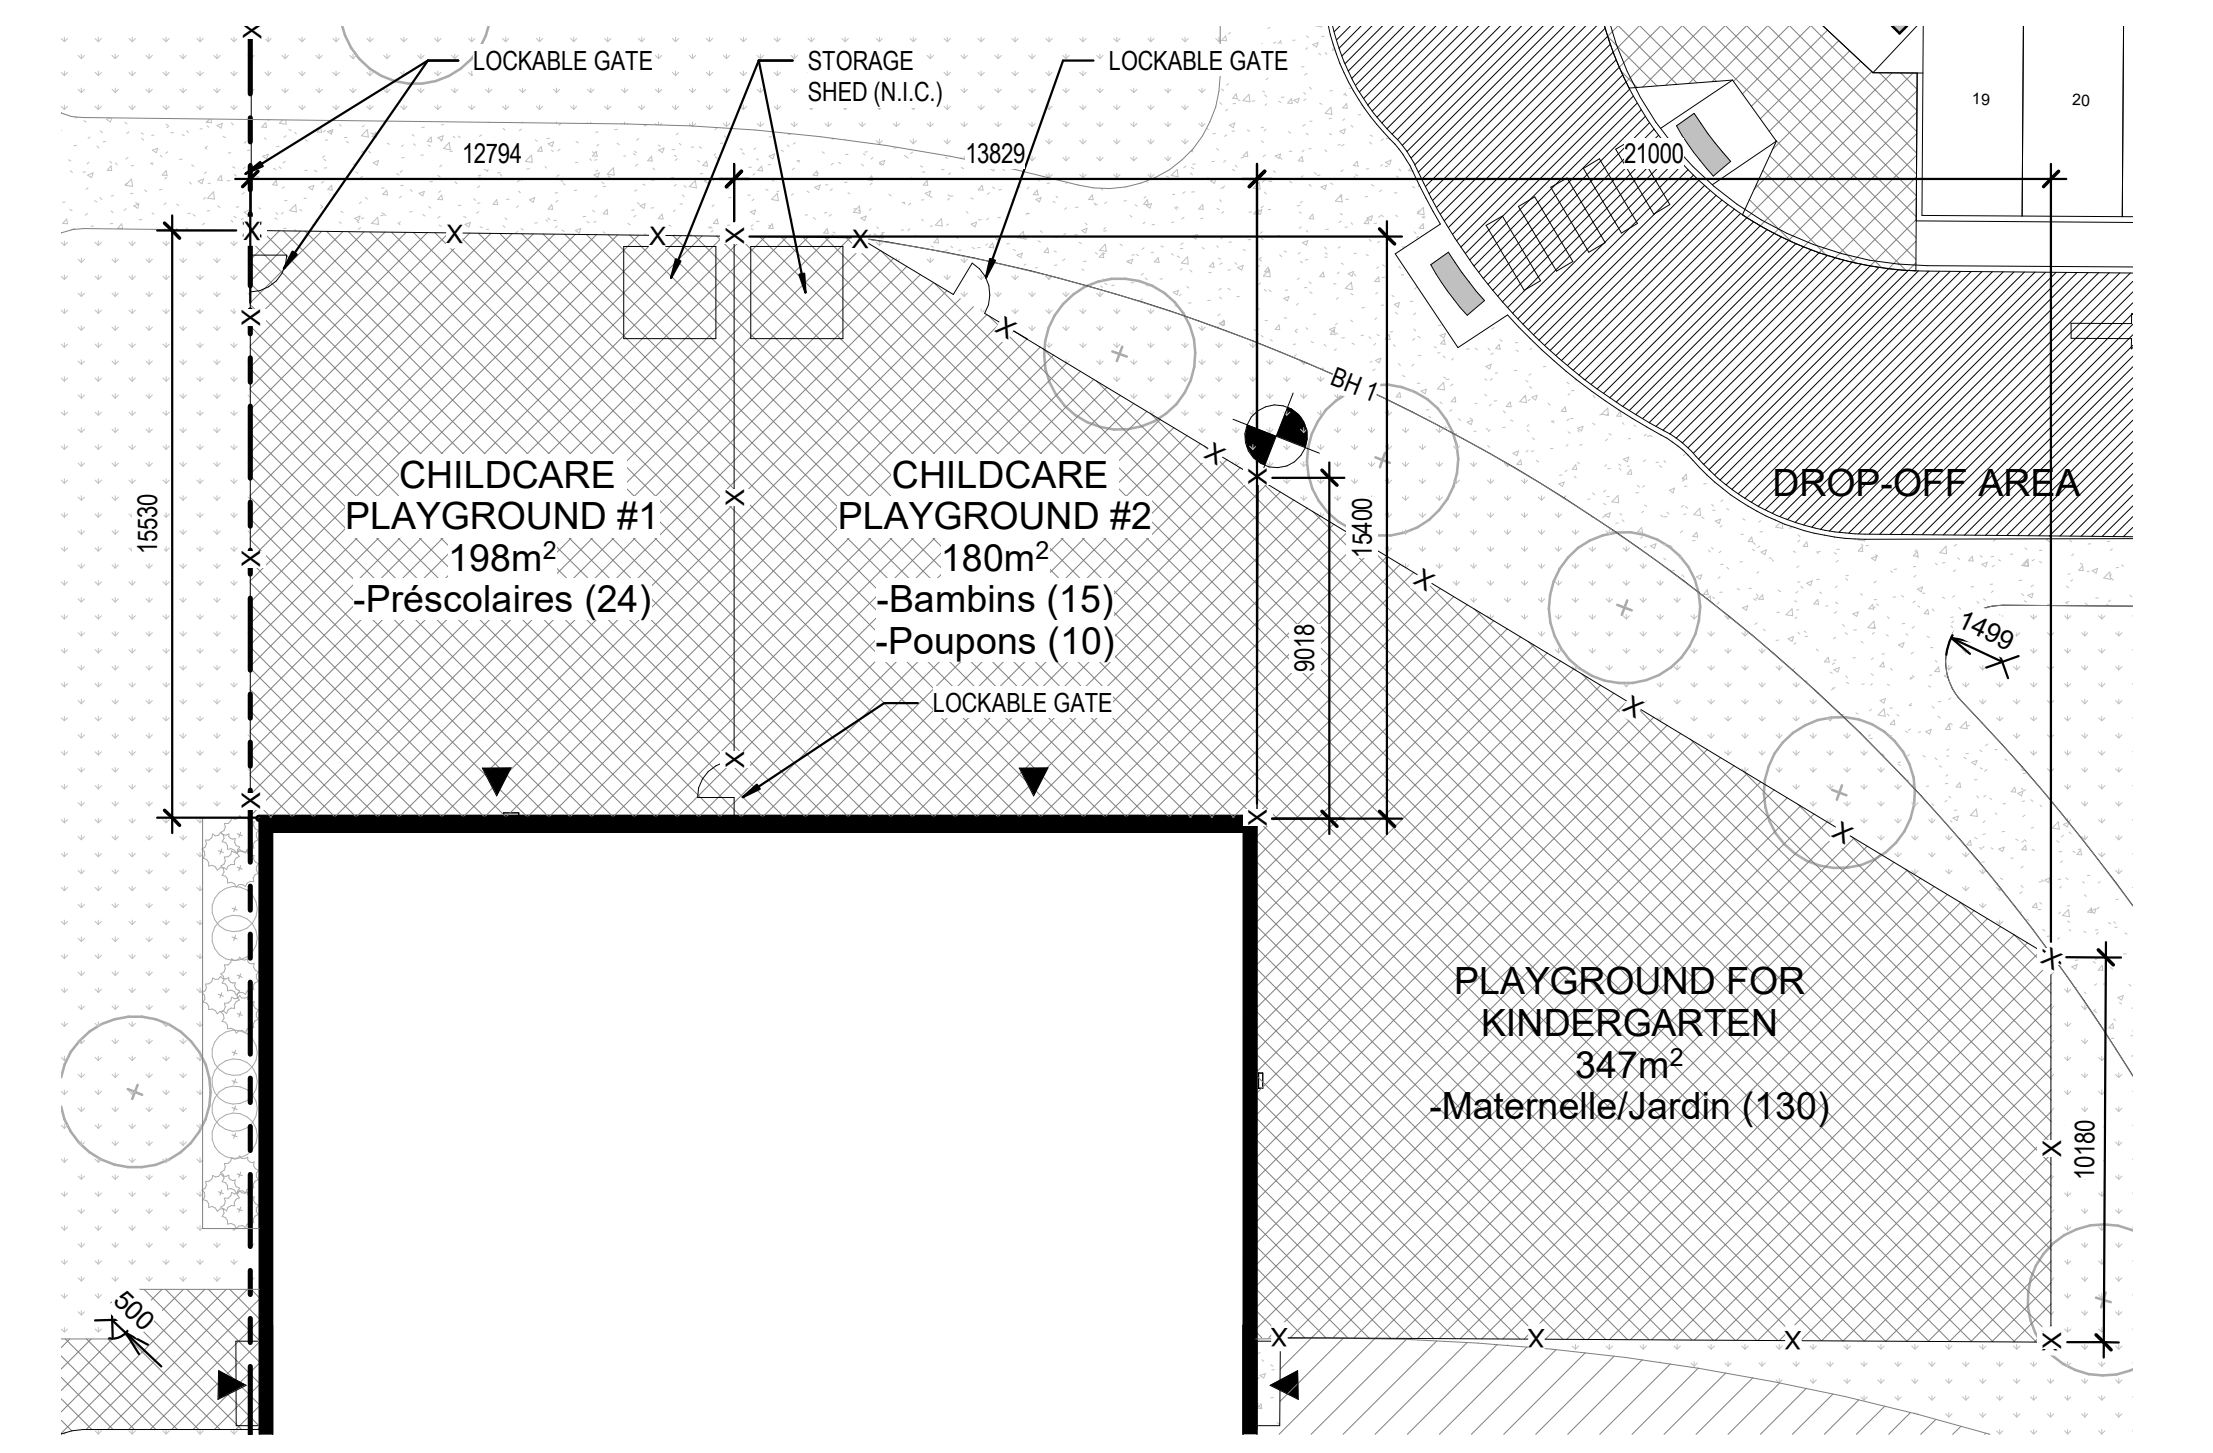 LOCKABLE GATE
STORAGE
SHED (N.I.C.)
LOCKABLE GATE
19
20
12794
13829
21000
BH 1
CHILDCARE
PLAYGROUND #1
198m²
-Préscolaires (24)
CHILDCARE
PLAYGROUND #2
180m²
-Bambins (15)
-Poupons (10)
DROP-OFF AREA
15530
15400
9018
1499
LOCKABLE GATE
PLAYGROUND FOR
KINDERGARTEN
347m²
-Maternelle/Jardin (130)
10180
500